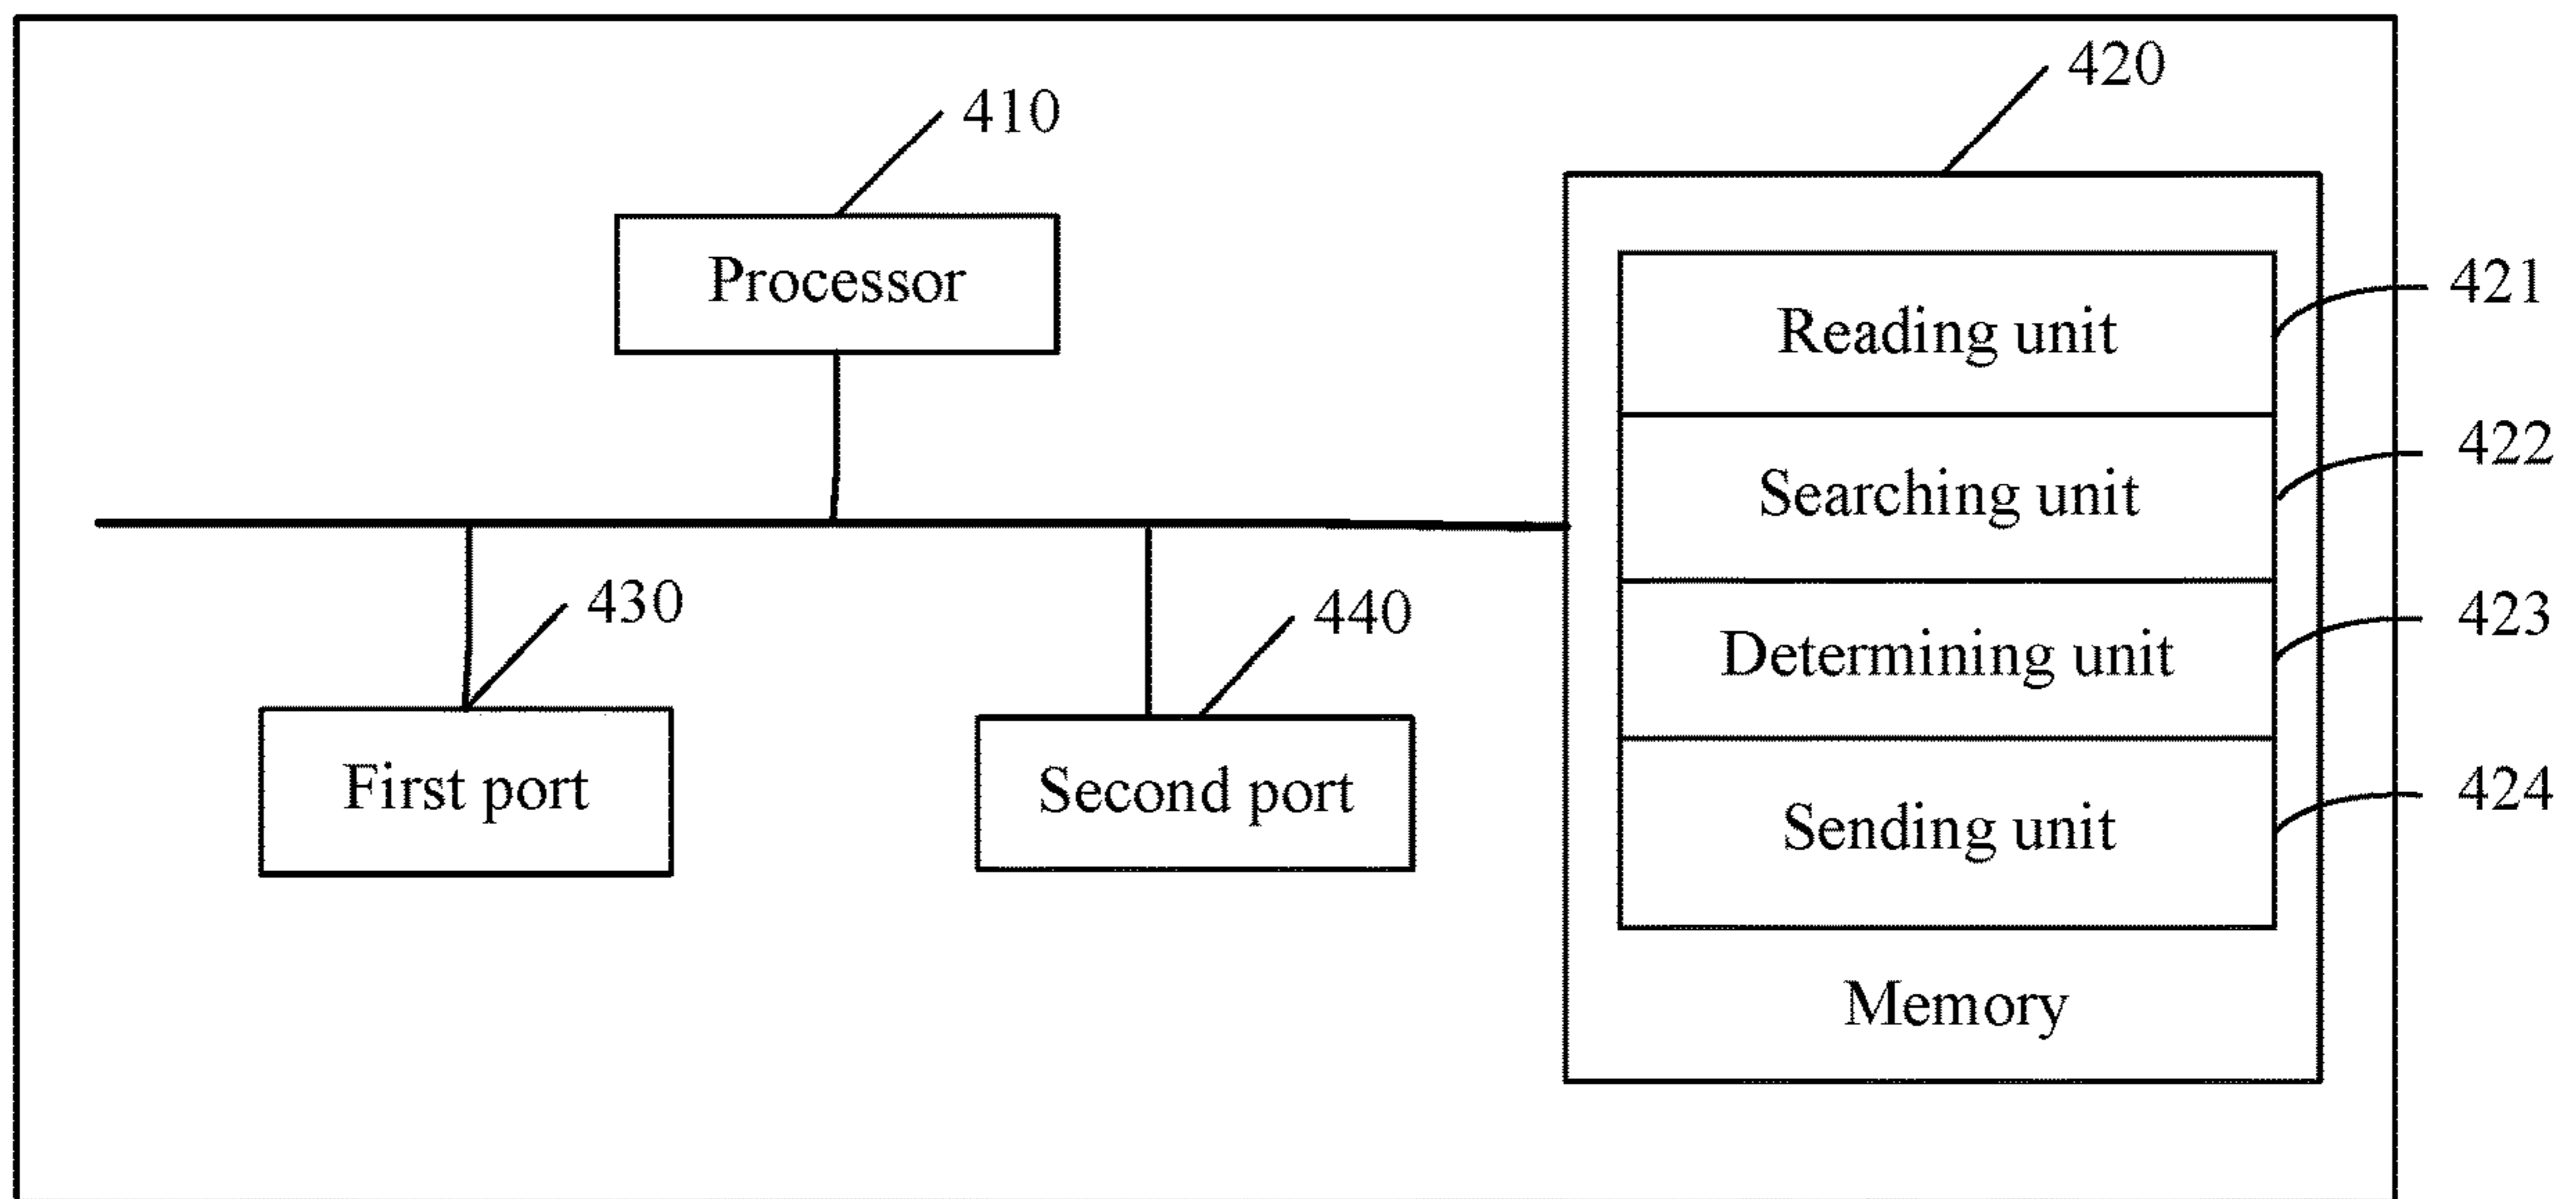 420
410
Processor
421
Reading unit
422
Searching unit
430
440
423
Determining unit
First port
Second port
424
Sending unit
Memory